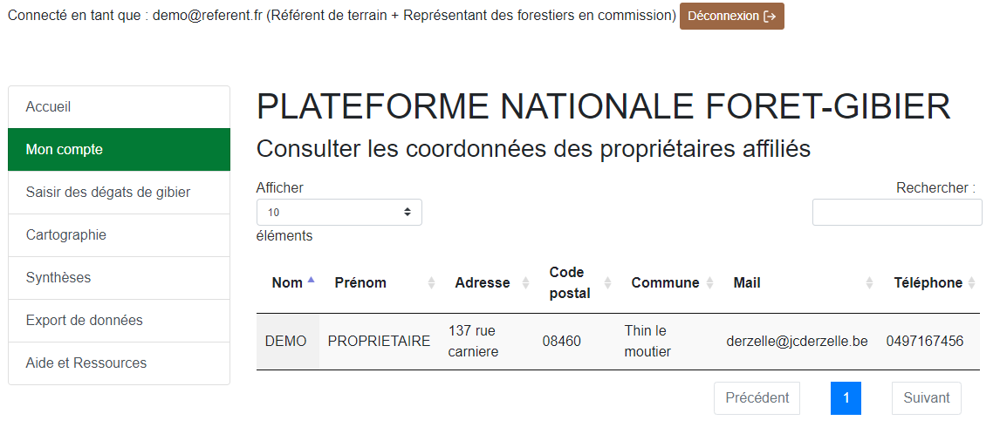 Connecté en tant que : demo@referent.fr (Référent de terrain + Représentant des forestiers en commission) Déconnexion
Accueil
Mon compte
Saisir des dégats de gibier
Cartographie
Synthèses
Export de données
Aide et Ressources
PLATEFORME NATIONALE FORET-GIBIER
Consulter les coordonnées des propriétaires affiliés
Afficher
10
éléments
Rechercher :
Nom Prénom Adresse Code postal Commune Mail Téléphone
DEMO PROPRIETAIRE 137 rue carniere 08460 Thin le moutier derzelle@jcderzelle.be 0497167456
Précédent 1 Suivant